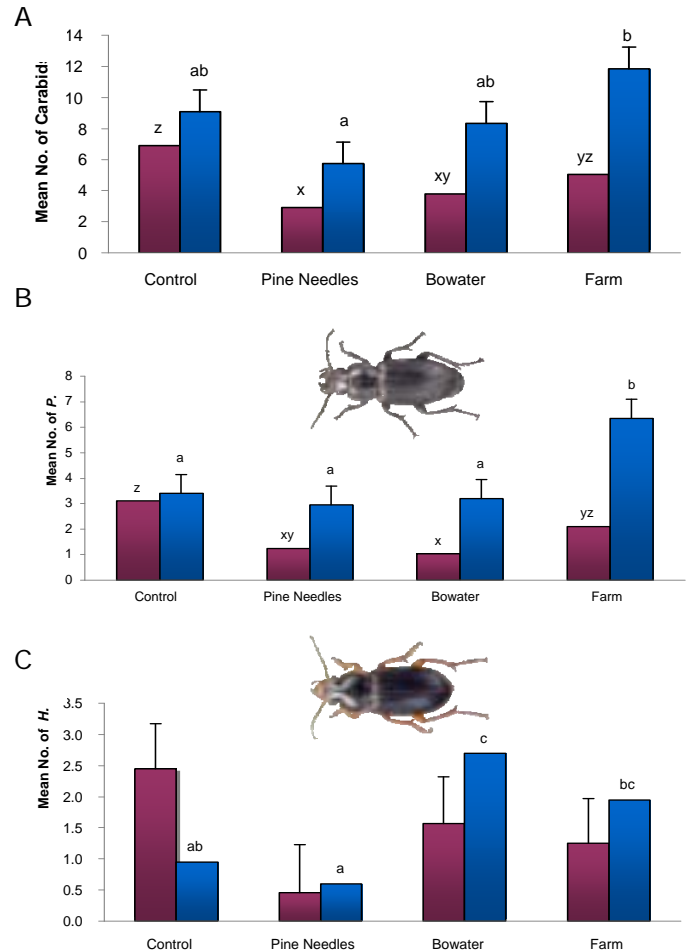 A
Mean No. of Carabids
14
12
10
8
6
4
2
0
z
ab
x
a
xy
ab
yz
b
Control Pine Needles Bowater Farm
B
Mean No. of P.
8
7
6
5
4
3
2
1
0
z
a
xy
a
x
a
yz
b
Control Pine Needles Bowater Farm
C
Mean No. of H.
3.5
3.0
2.5
2.0
1.5
1.0
0.5
0.0
ab
a
c
bc
Control Pine Needles Bowater Farm